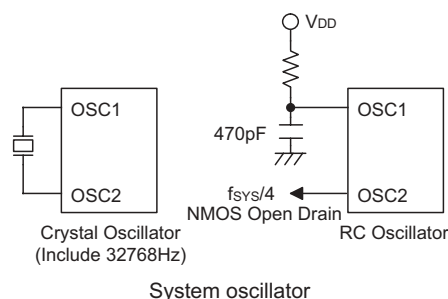 VDD
OSC1
OSC2
Crystal Oscillator
(Include 32768Hz)
OSC1
470pF
fSYS/4
OSC2
NMOS Open Drain
RC Oscillator
System oscillator